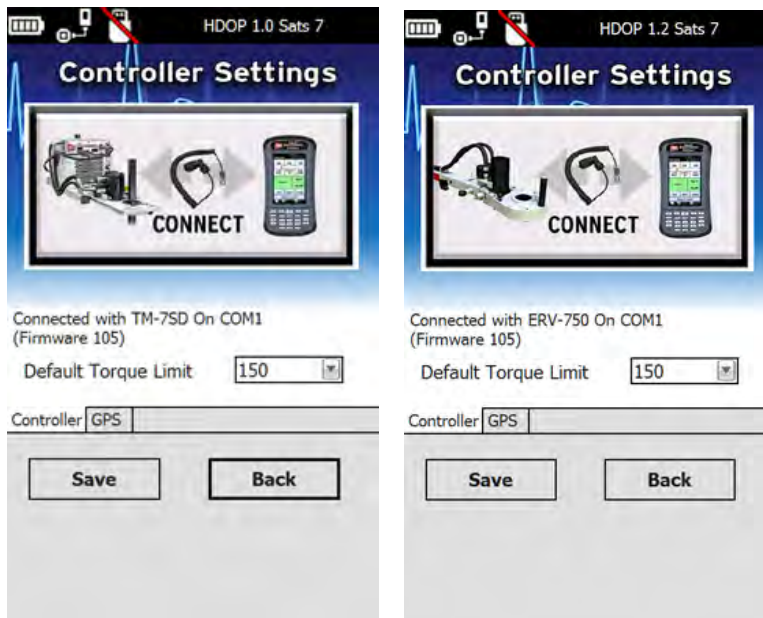 HDOP 1.0 Sats 7
Controller Settings
CONNECT
Connected with TM-7SD On COM1
(Firmware 105)
Default Torque Limit 150
Controller GPS
Save Back
HDOP 1.2 Sats 7
Controller Settings
CONNECT
Connected with ERV-750 On COM1
(Firmware 105)
Default Torque Limit 150
Controller GPS
Save Back